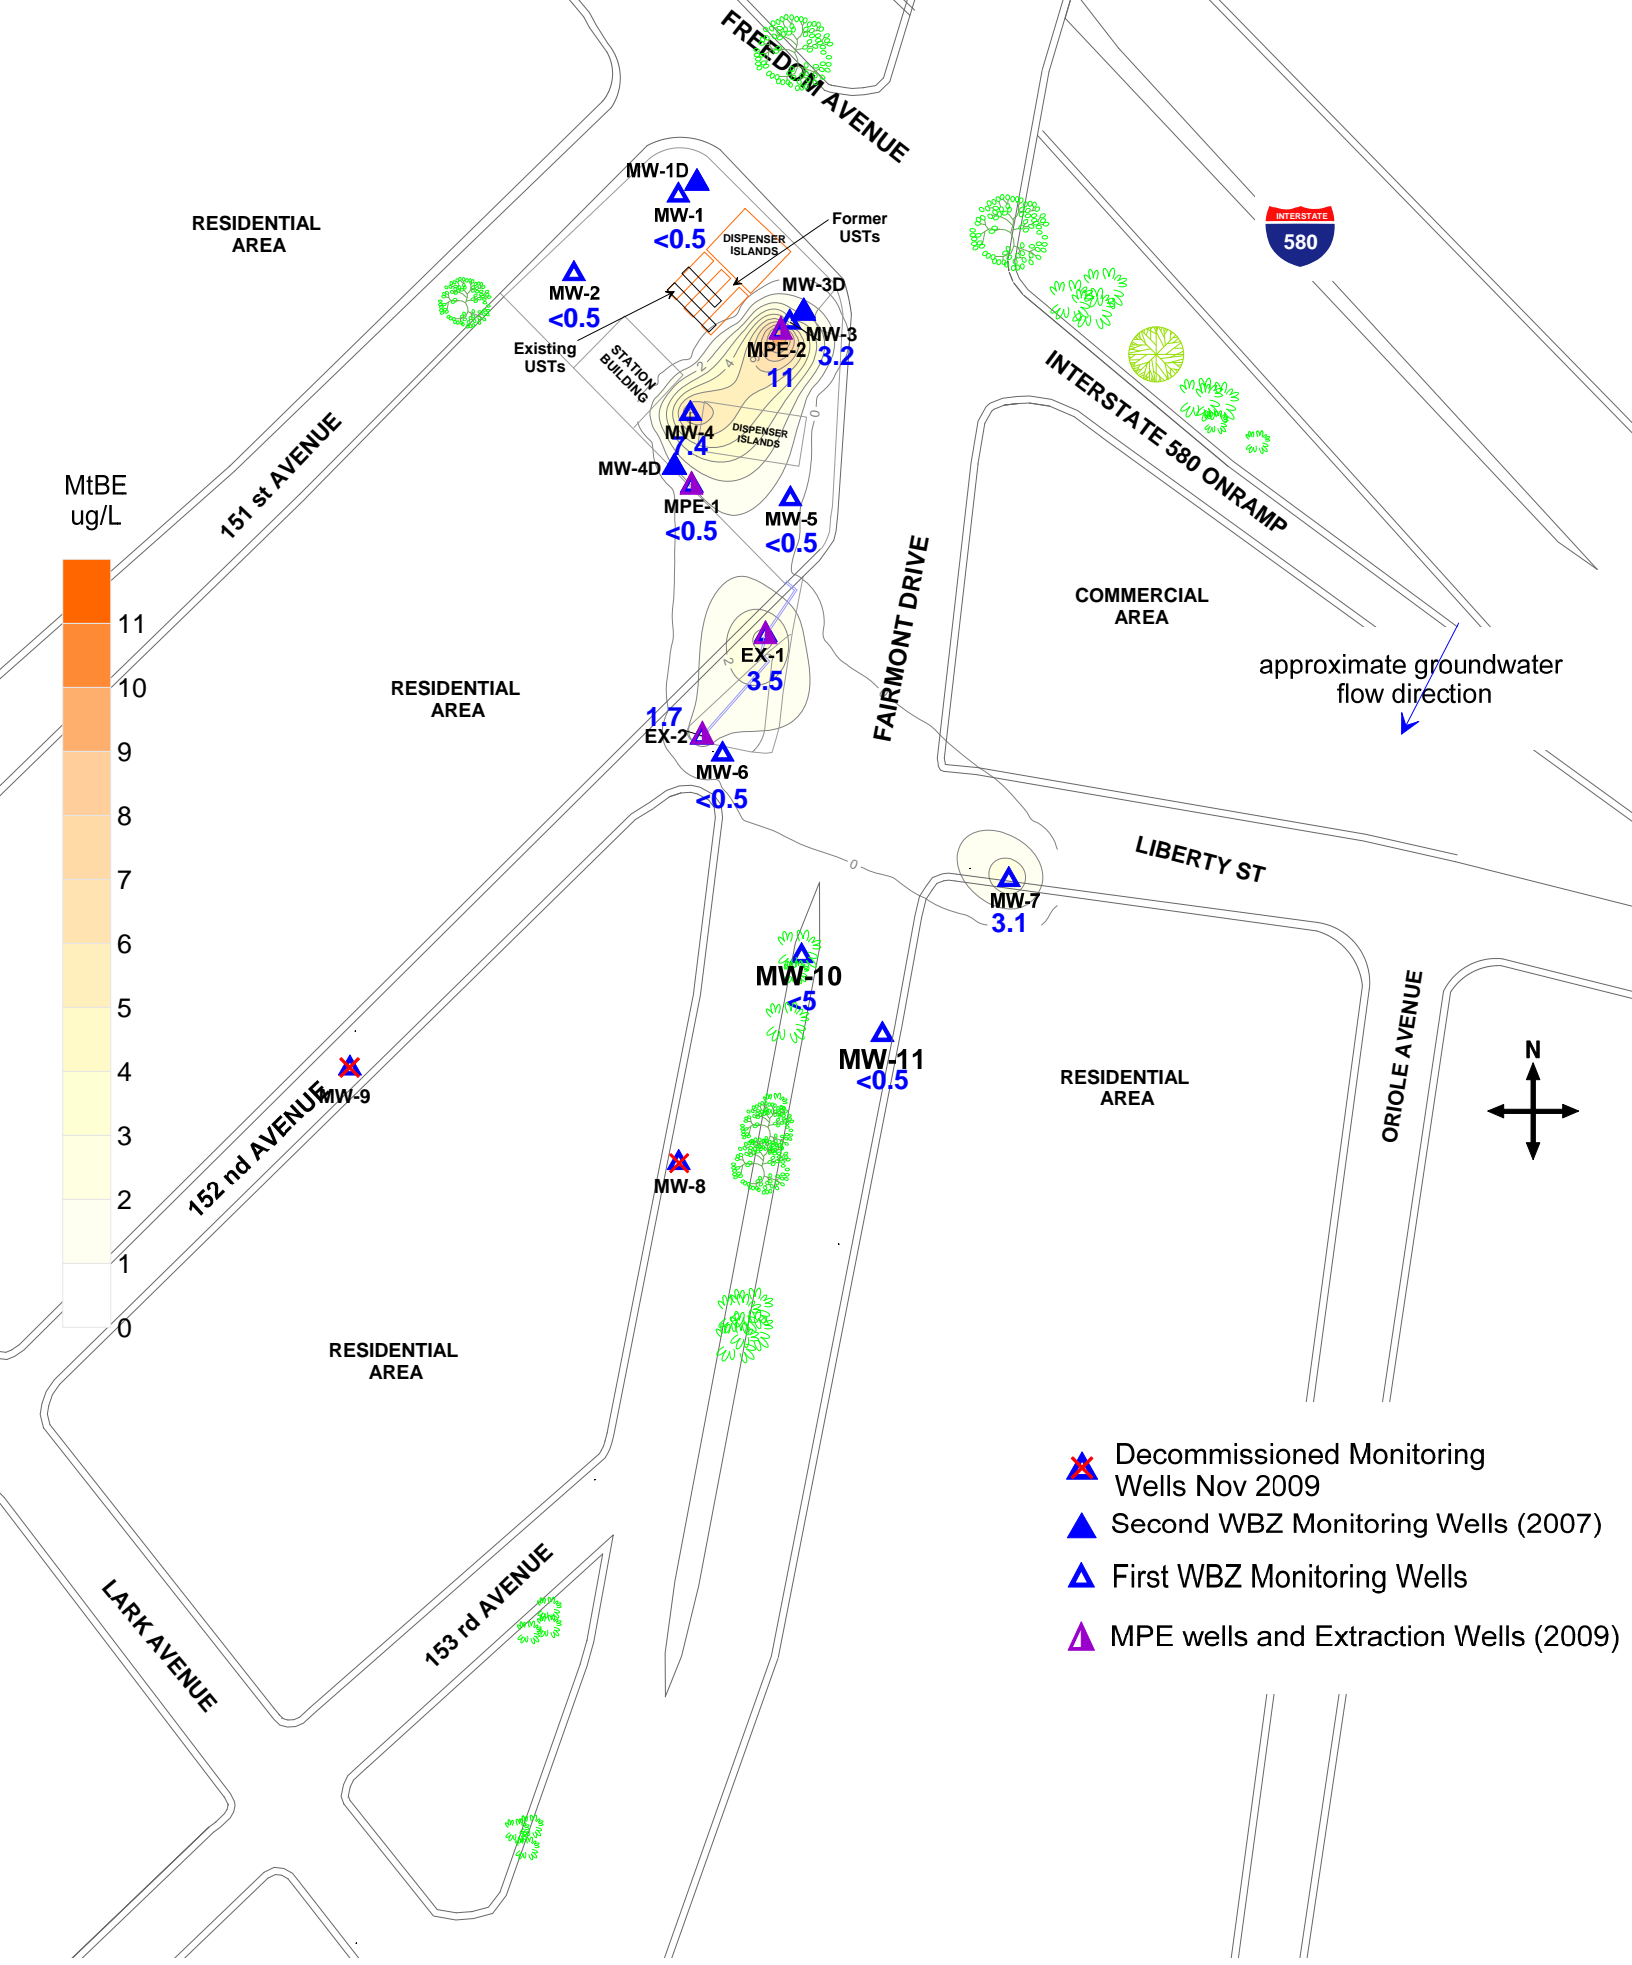 FREEDOM AVENUE
MW-1D
MW-1
<0.5
RESIDENTIAL
AREA
Former
USTs
DISPENSER
ISLANDS
INTERSTATE
580
MW-2
<0.5
MW-3D
MW-3
3.2
MPE-2
11
Existing
USTs
STATION
BUILDING
2
4
0
MW-4
7.4
DISPENSER
ISLANDS
MW-4D
MPE-1
<0.5
MW-5
<0.5
INTERSTATE 580 ONRAMP
151 st AVENUE
MtBE
ug/L
11
10
9
8
7
6
5
4
3
2
1
0
FAIRMONT DRIVE
COMMERCIAL
AREA
approximate groundwater
flow direction
RESIDENTIAL
AREA
2
EX-1
3.5
1.7
EX-2
MW-6
<0.5
0
LIBERTY ST
MW-7
3.1
MW-10
<5
MW-11
<0.5
ORIOLE AVENUE
N
MW-9
152 nd AVENUE
RESIDENTIAL
AREA
MW-8
RESIDENTIAL
AREA
Decommissioned Monitoring
Wells Nov 2009
Second WBZ Monitoring Wells (2007)
First WBZ Monitoring Wells
MPE wells and Extraction Wells (2009)
LARK AVENUE
153 rd AVENUE